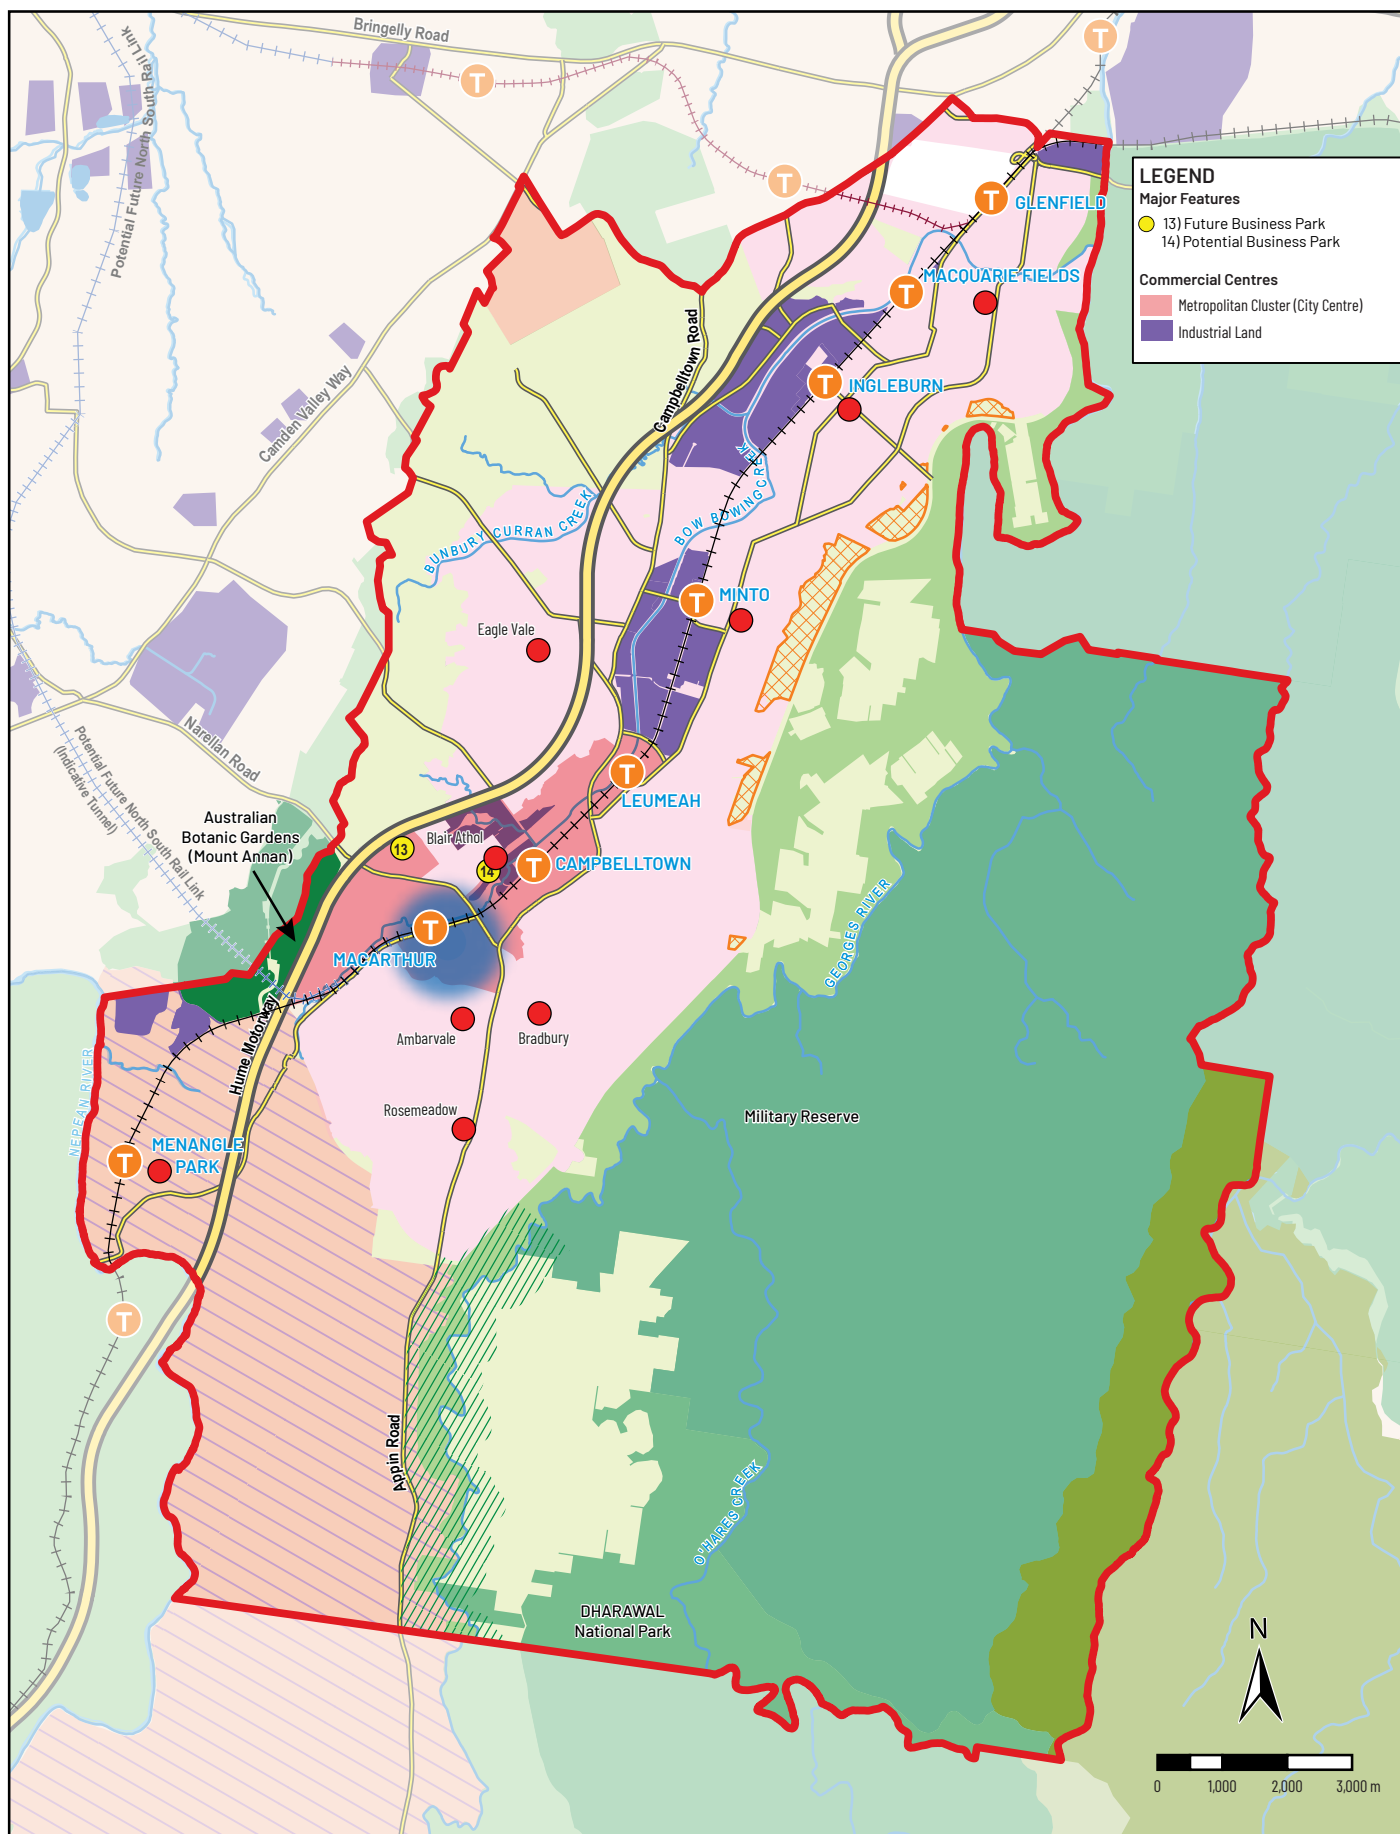 Bringelly Road
Potential Future North South Rail Link
T
T
T
LEGEND
Major Features
13) Future Business Park
14) Potential Business Park
Commercial Centres
Metropolitan Cluster (City Centre)
Industrial Land
T
GLENFIELD
MACQUARIE FIELDS
T
Campbelltown Road
Camden Valley Way
T
INGLEBURN
BOW BOWING CREEK
BUNBURY CURRAN CREEK
T
MINTO
Eagle Vale
Narellan Road
Potential Future North South Rail Link
(Indicative Tunnel)
T
LEUMEAH
Australian
Botanic Gardens
(Mount Annan)
13
Blair Athol
14
T
CAMPBELLTOWN
T
MACARTHUR
GEORGES RIVER
Hume Motorway
Ambarvale
Bradbury
NEPEAN RIVER
Rosemeadow
Military Reserve
T
MENANGLE
PARK
T
Appin Road
O'HARES CREEK
DHARAWAL
National Park
N
0
1,000
2,000
3,000 m